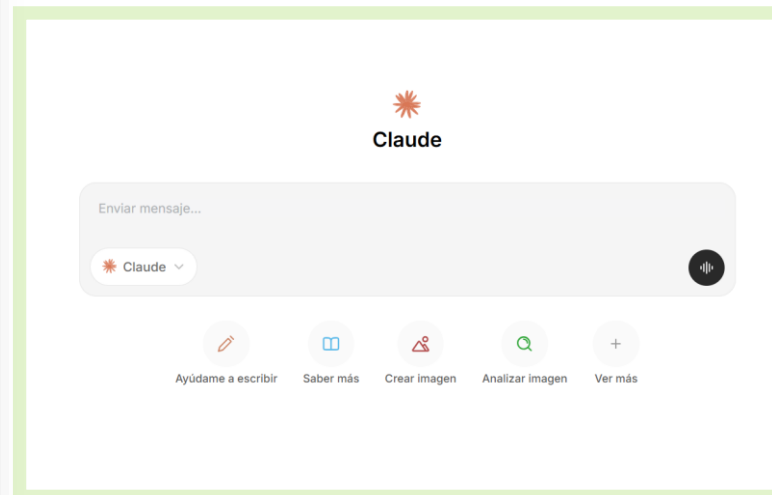 Claude
Enviar mensaje...
Claude
Ayúdame a escribir
Saber más
Crear imagen
Analizar imagen
Ver más